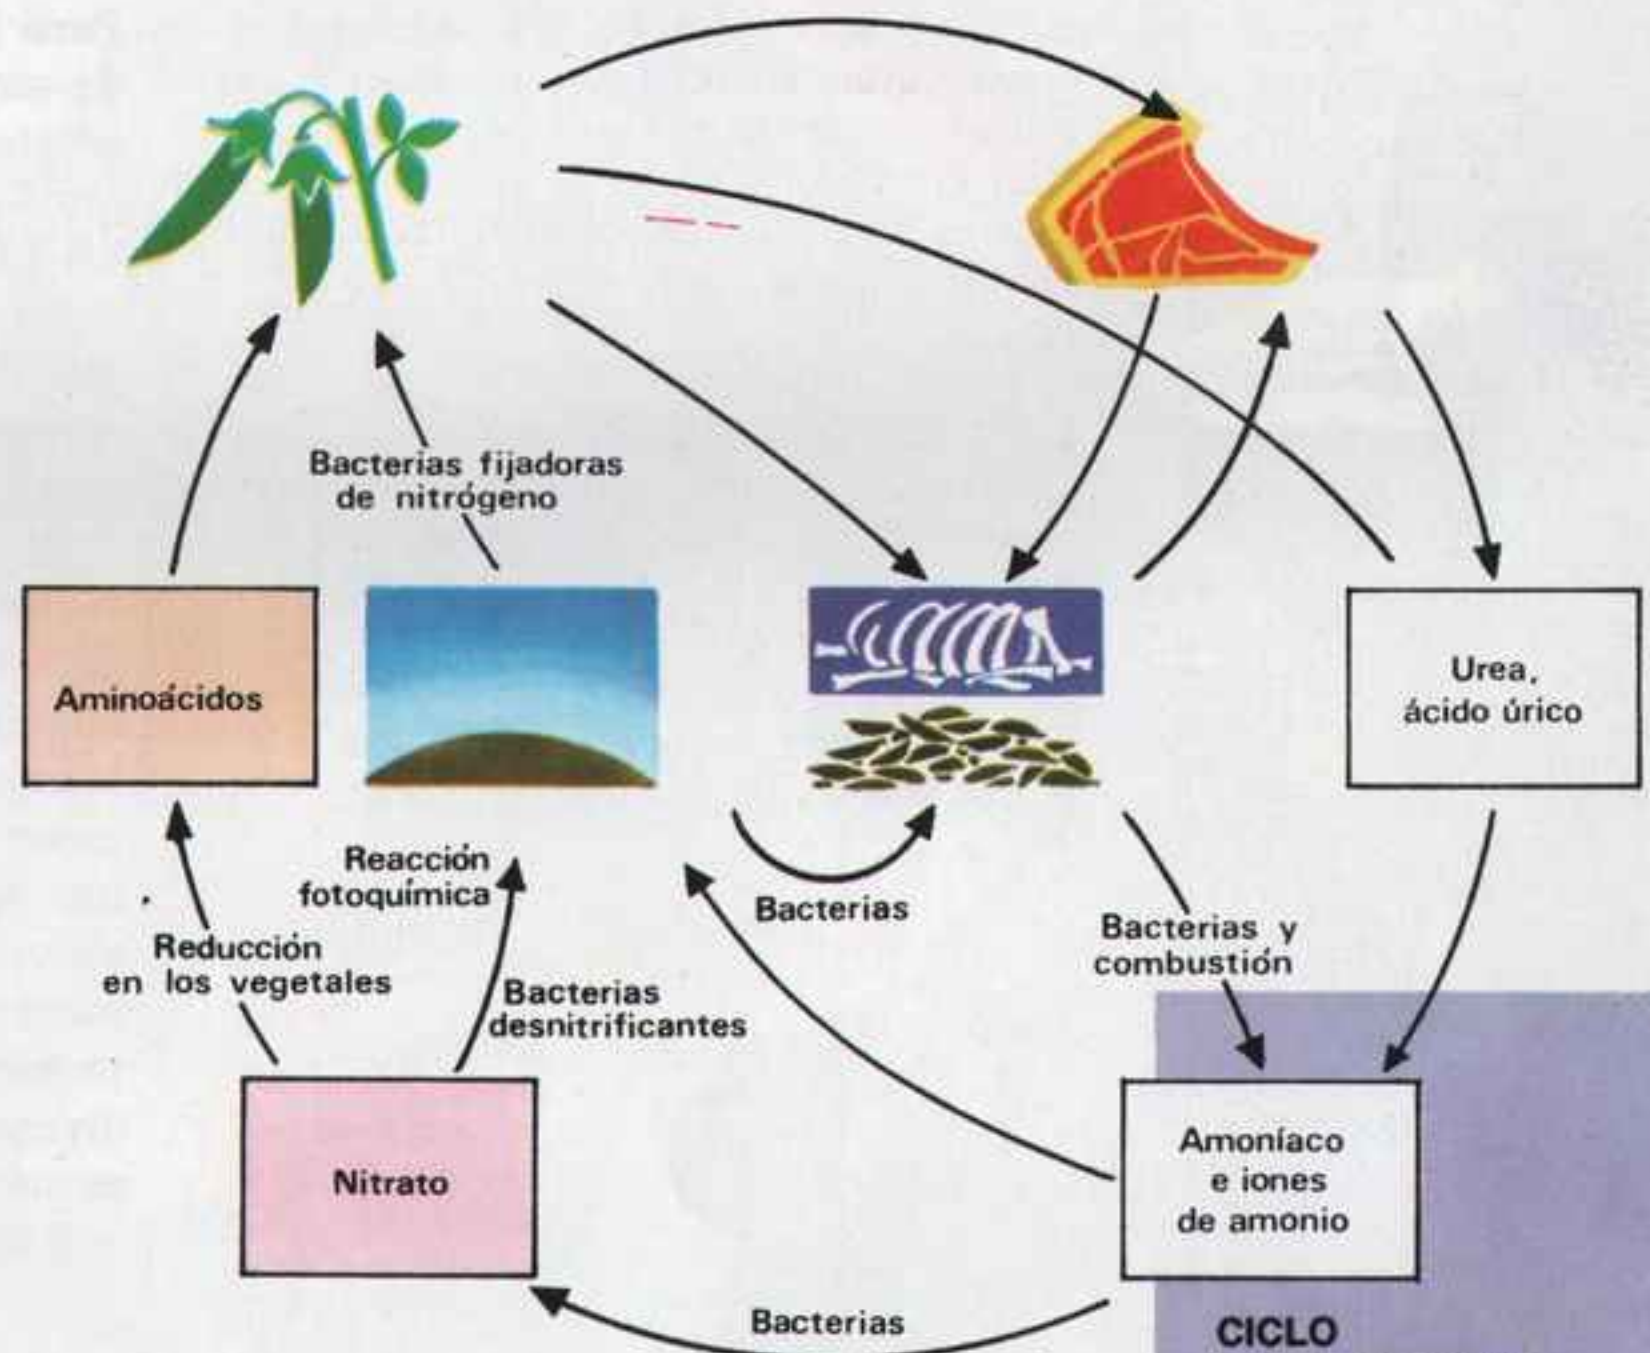 Bacterias fijadoras
de nitrógeno
Aminoácidos
Urea,
ácido úrico
Reacción
fotoquímica
Bacterias
Reducción
en los vegetales
Bacterias
desnitrificantes
Bacterias y
combustión
Nitrato
Amoníaco
e iones
de amonio
Bacterias
CICLO